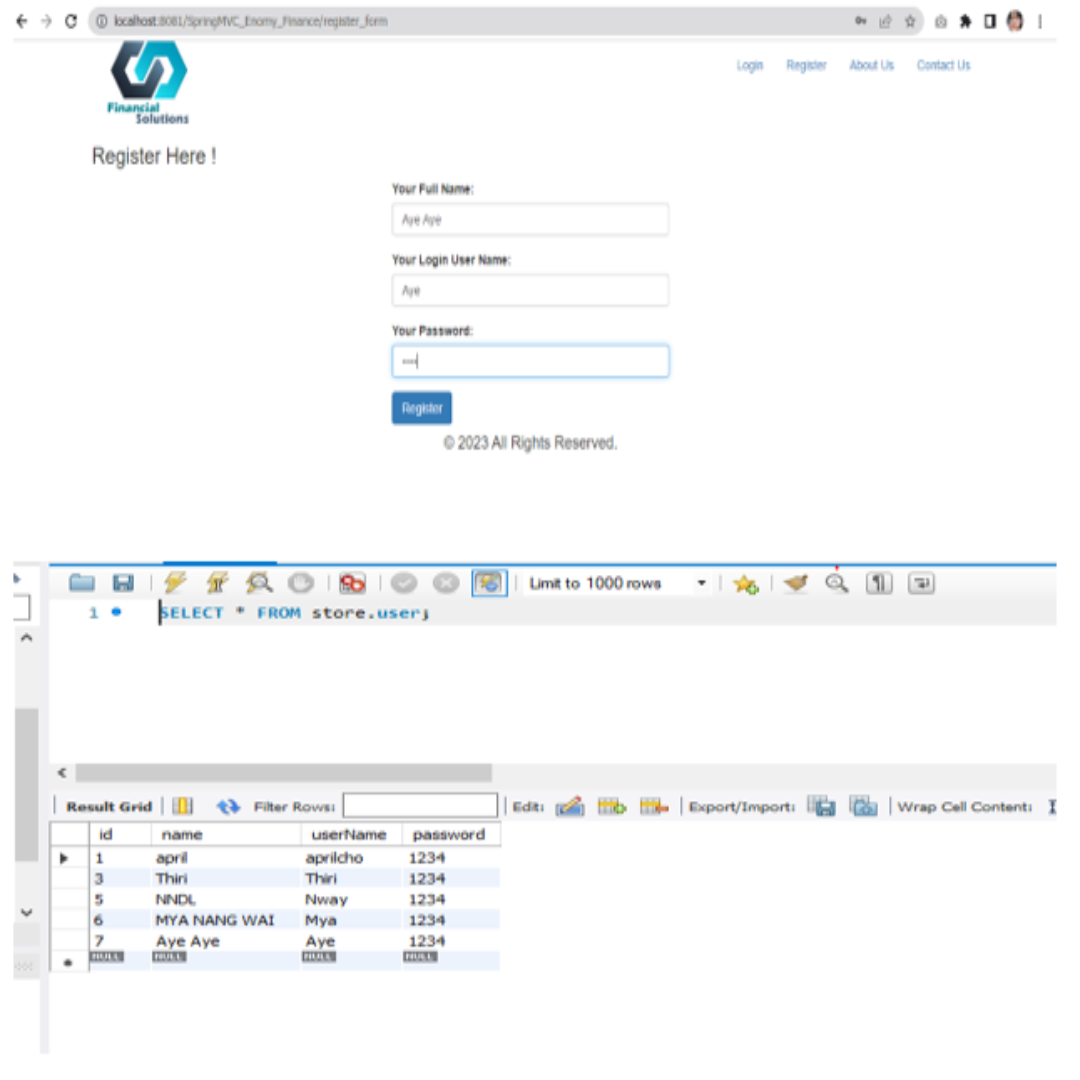 localhost:8081/SpringMVC_Enomy_Finance/register_form
Financial
Solutions
Login Register About Us Contact Us
Register Here !
Your Full Name:
Aye Aye
Your Login User Name:
Aye
Your Password:
••••
Register
© 2023 All Rights Reserved.
Limit to 1000 rows
1 SELECT * FROM store.user;
Result Grid Filter Rows: Edit: Export/Import: Wrap Cell Content:
id name userName password
1 april aprilcho 1234
3 Thiri Thiri 1234
5 NNDL Nway 1234
6 MYA NANG WAI Mya 1234
7 Aye Aye Aye 1234
NULL NULL NULL NULL